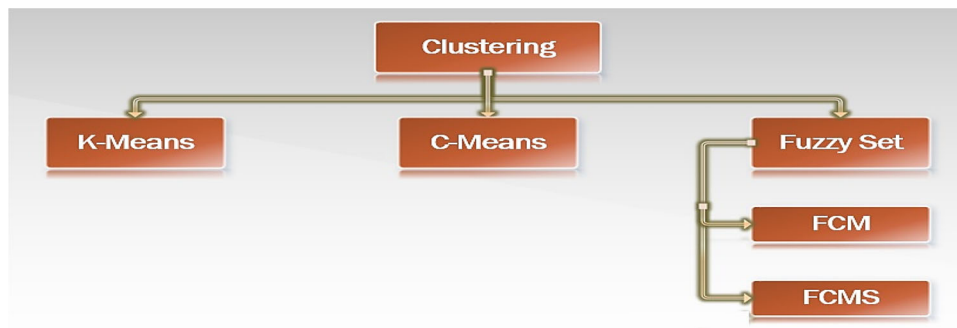 Clustering
K-Means
C-Means
Fuzzy Set
FCM
FCMS